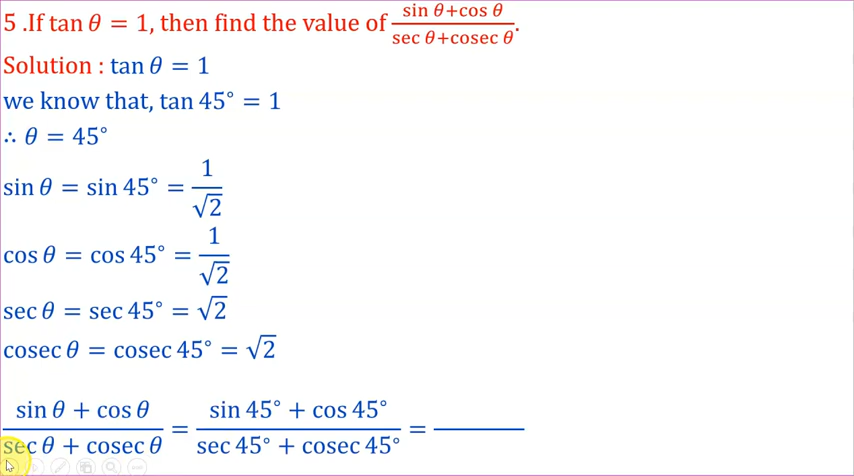 5 .If tan θ = 1, then find the value of (sin θ+cos θ)/(sec θ+cosec θ).
Solution : tan θ = 1
we know that, tan 45° = 1
∴ θ = 45°
sin θ = sin 45° = 1/√2
cos θ = cos 45° = 1/√2
sec θ = sec 45° = √2
cosec θ = cosec 45° = √2
(sin θ + cos θ)/(sec θ + cosec θ) = (sin 45° + cos 45°)/(sec 45° + cosec 45°) = ―